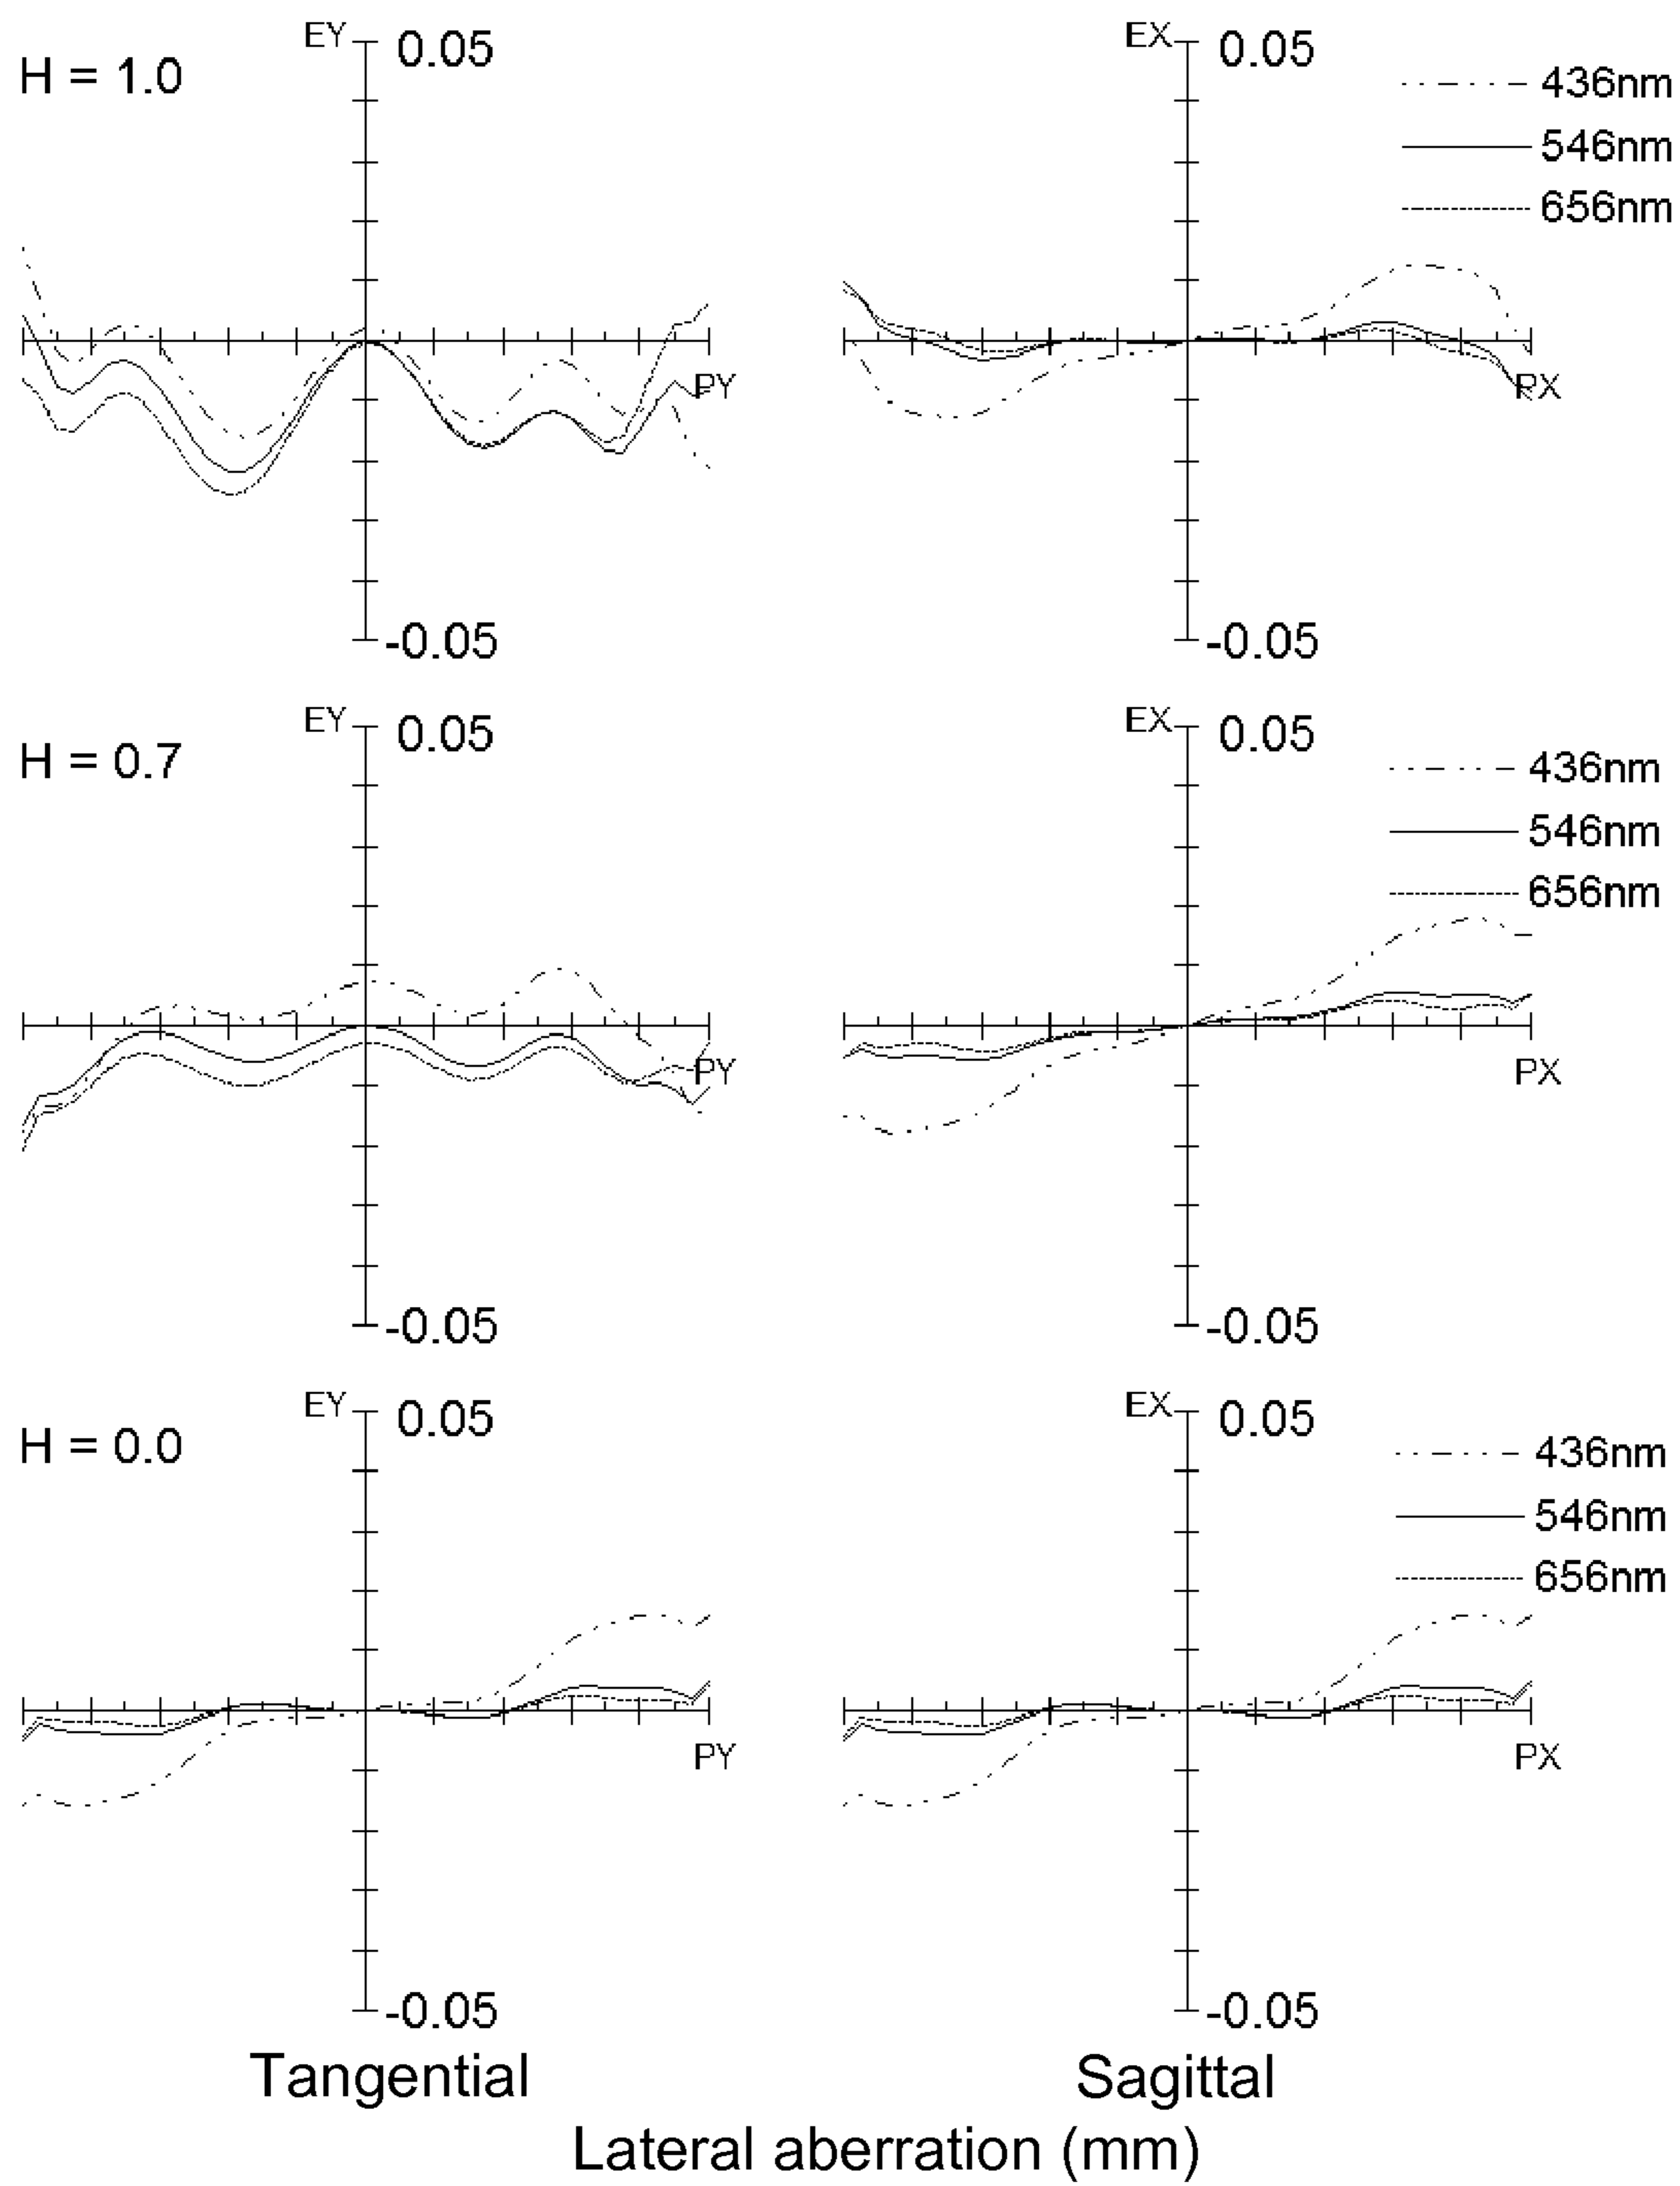 EY 0.05 EX 0.05
H = 1.0
436nm
546nm
656nm
PY PX
-0.05 -0.05
EY 0.05 EX 0.05
H = 0.7
436nm
546nm
656nm
PY PX
-0.05 -0.05
EY 0.05 EX 0.05
H = 0.0
436nm
546nm
656nm
PY PX
-0.05 -0.05
Tangential Sagittal
Lateral aberration (mm)